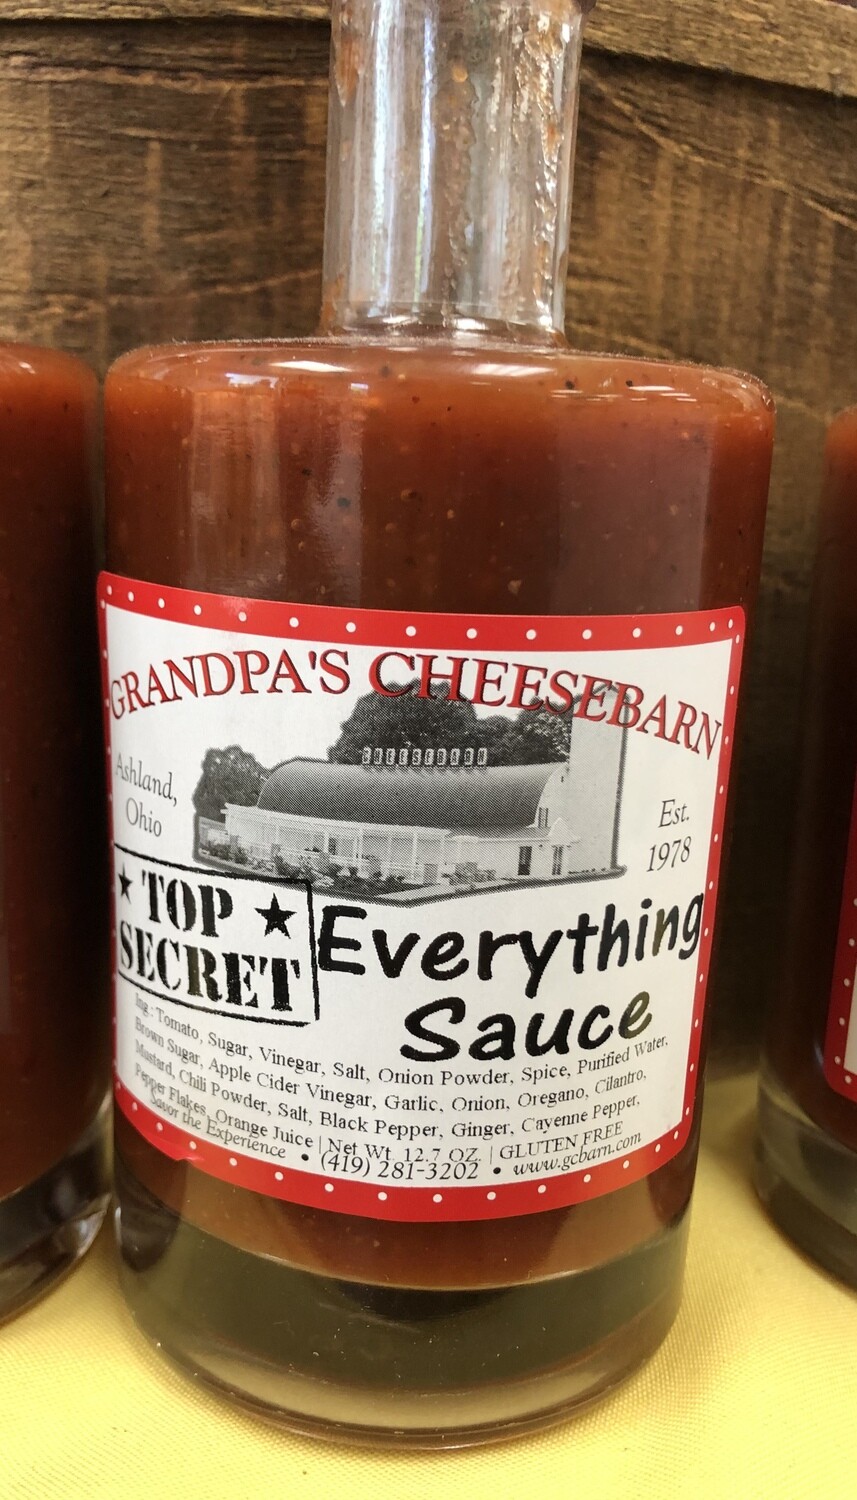 GRANDPA'S CHEESEBARN
CHEESEBARN
Ashland,
Ohio
Est.
1978
TOP
SECRET
Everything
Sauce
Ing.: Tomato, Sugar, Vinegar, Salt, Onion Powder, Spice, Purified Water,
Brown Sugar, Apple Cider Vinegar, Garlic, Onion, Oregano, Cilantro,
Mustard, Chili Powder, Salt, Black Pepper, Ginger, Cayenne Pepper,
Pepper Flakes, Orange Juice | Net Wt. 12.7 OZ. | GLUTEN FREE
Savor the Experience • (419) 281-3202 • www.gcbarn.com